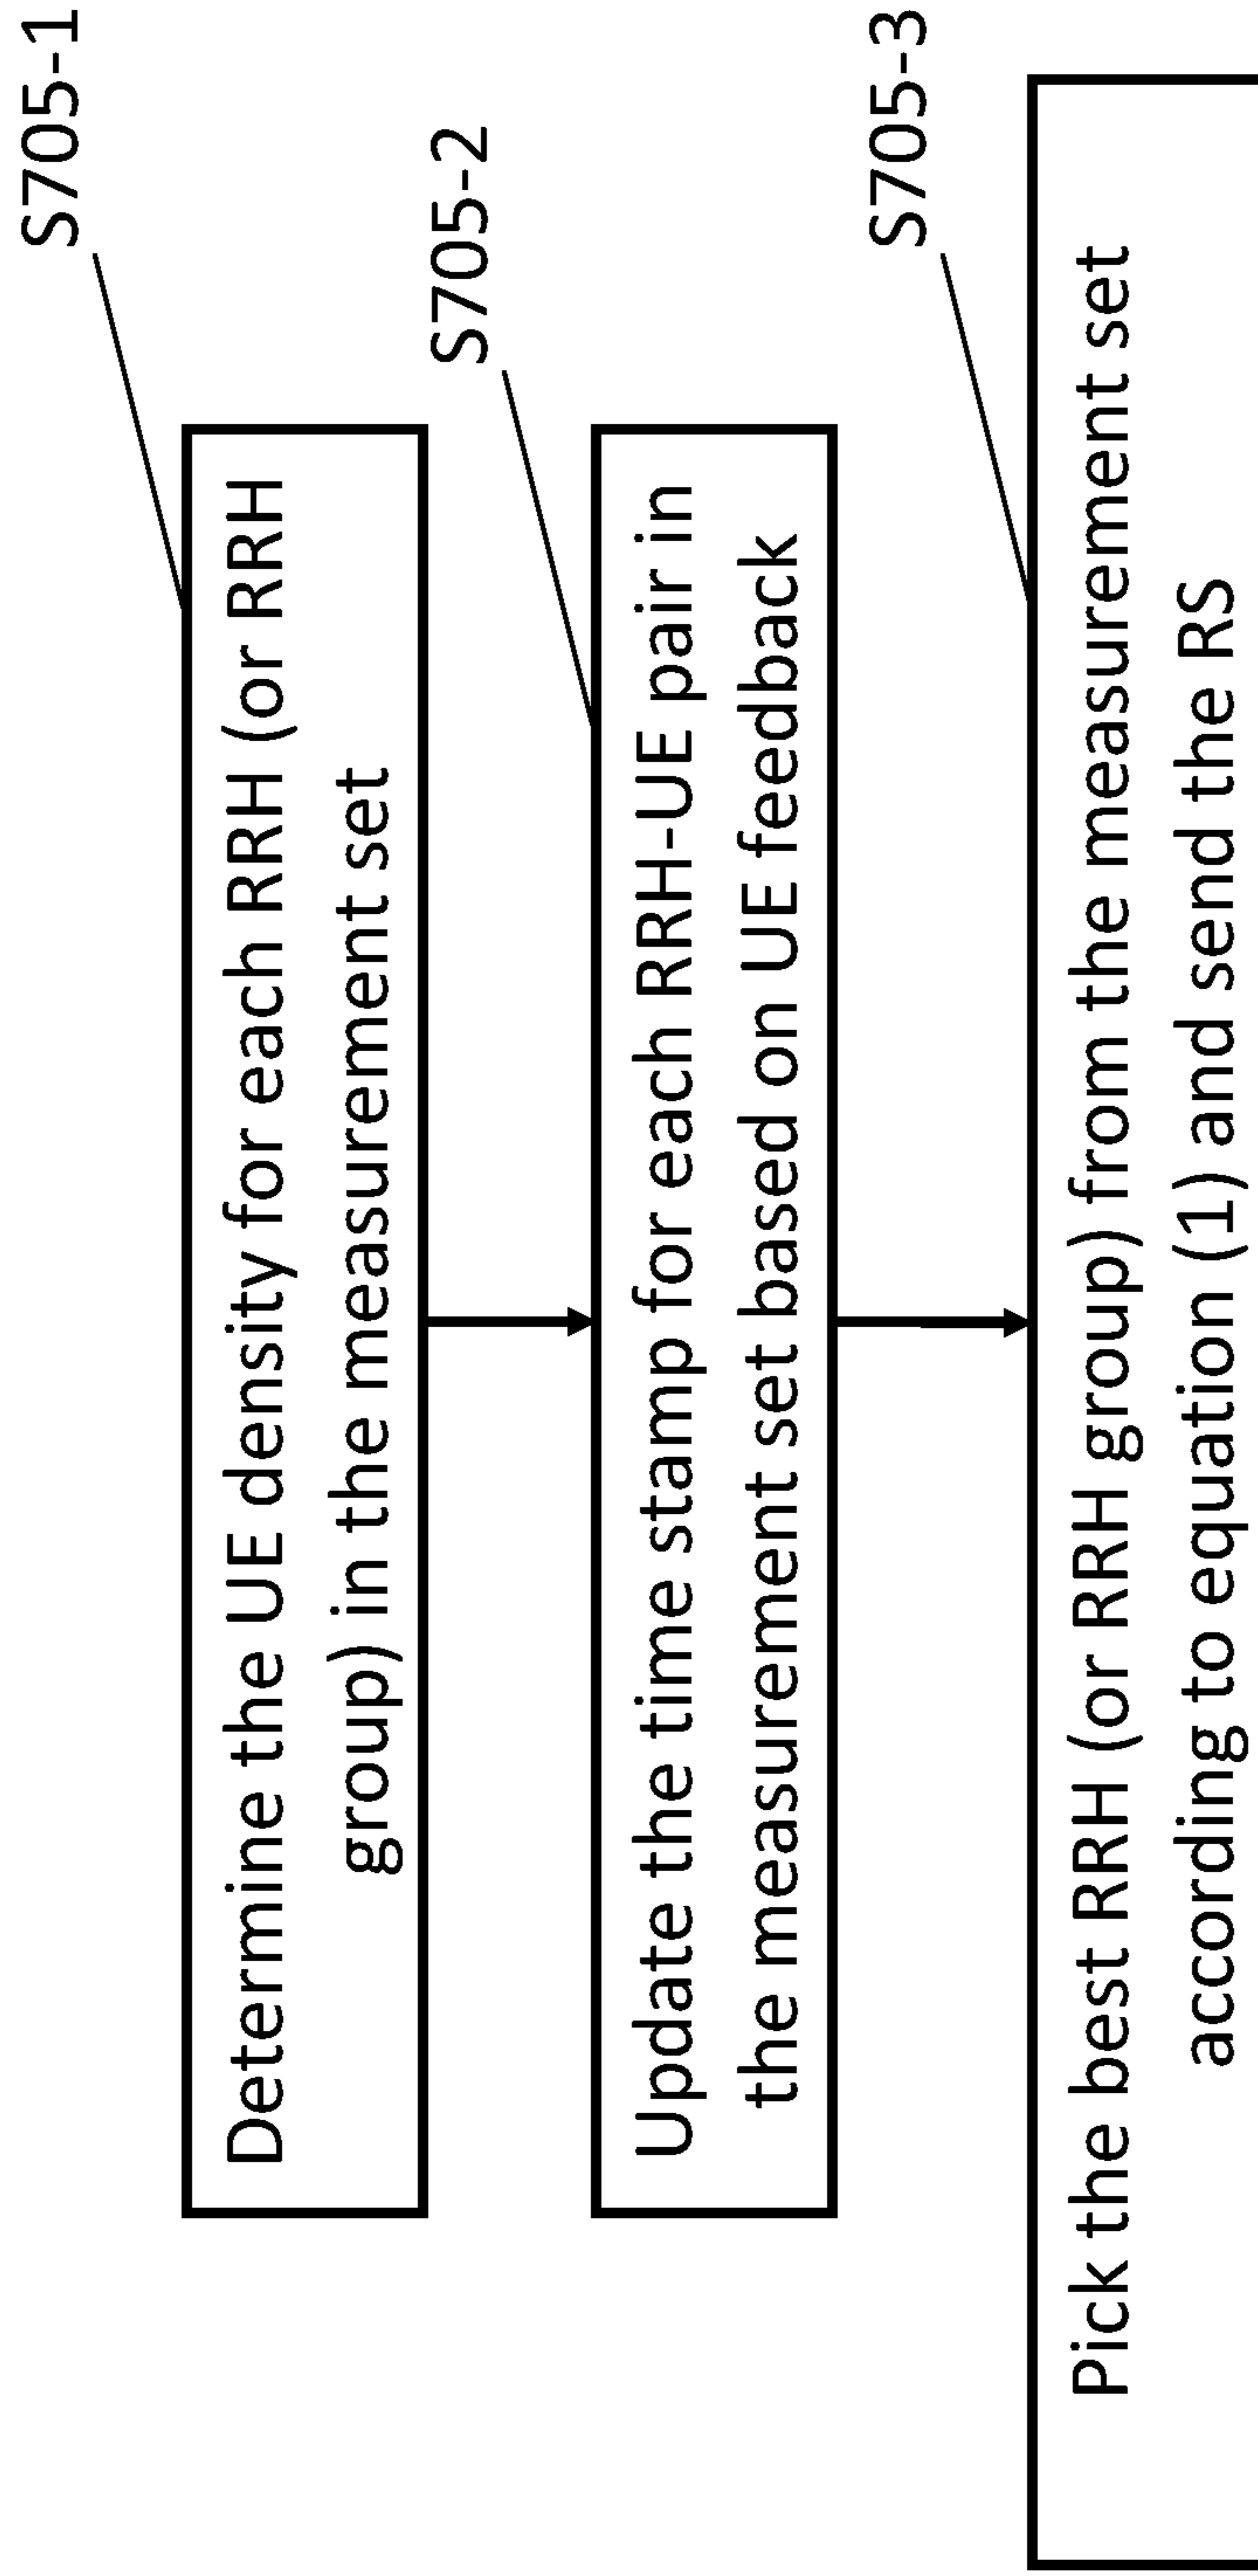 S705-1
Determine the UE density for each RRH (or RRH
group) in the measurement set
S705-2
Update the time stamp for each RRH-UE pair in
the measurement set based on UE feedback
S705-3
Pick the best RRH (or RRH group) from the measurement set
according to equation (1) and send the RS